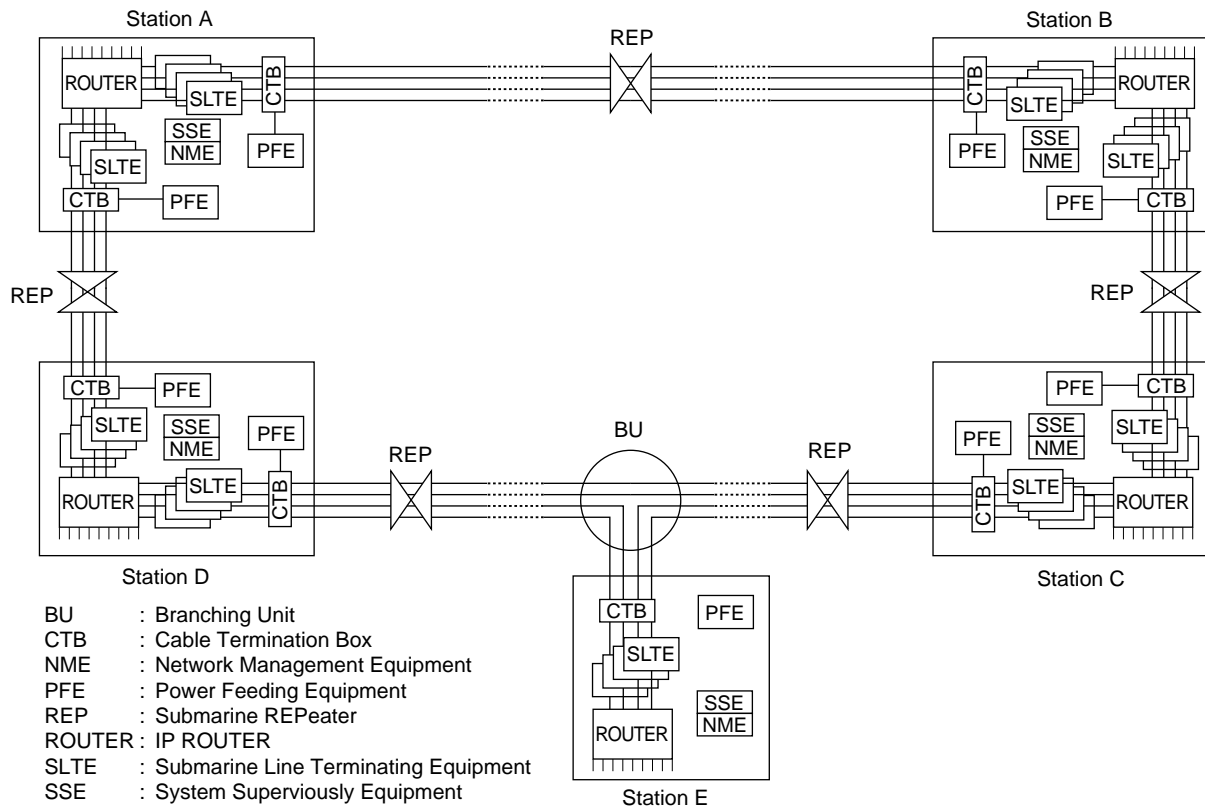 Station A
Station B
REP
ROUTER
SLTE
CTB
SSE
NME
PFE
SLTE
CTB
PFE
CTB
SLTE
ROUTER
PFE
SSE
NME
SLTE
PFE
CTB
REP
REP
CTB
PFE
SLTE
SSE
NME
PFE
ROUTER
SLTE
CTB
REP
BU
REP
PFE
CTB
SSE
NME
SLTE
PFE
CTB
SLTE
ROUTER
Station D
Station C
CTB
PFE
SLTE
SSE
NME
ROUTER
Station E
BU : Branching Unit
CTB : Cable Termination Box
NME : Network Management Equipment
PFE : Power Feeding Equipment
REP : Submarine REPeater
ROUTER : IP ROUTER
SLTE : Submarine Line Terminating Equipment
SSE : System Superviously Equipment